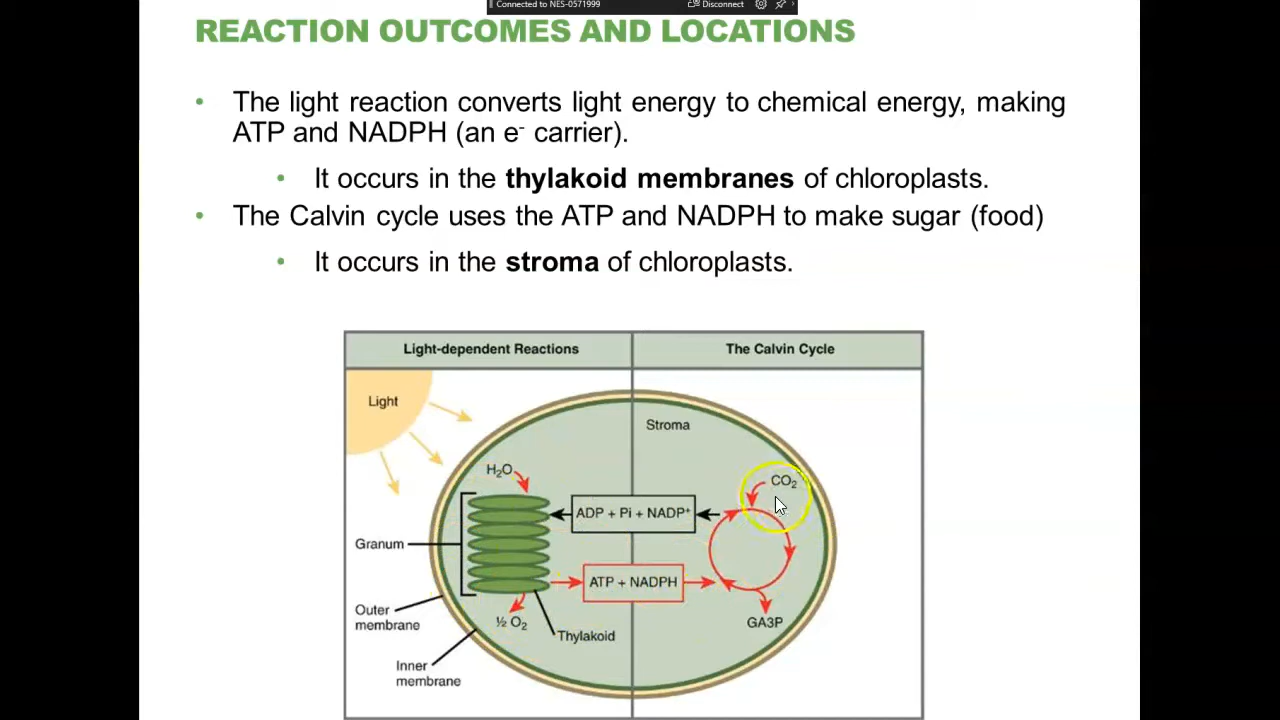 Connected to NES-0571999
Disconnect
REACTION OUTCOMES AND LOCATIONS
• The light reaction converts light energy to chemical energy, making
ATP and NADPH (an e⁻ carrier).
• It occurs in the thylakoid membranes of chloroplasts.
• The Calvin cycle uses the ATP and NADPH to make sugar (food)
• It occurs in the stroma of chloroplasts.
Light-dependent Reactions
The Calvin Cycle
Light
Stroma
H₂O
CO₂
ADP + Pi + NADP⁺
Granum
ATP + NADPH
Outer
membrane
½ O₂
GA3P
Thylakoid
Inner
membrane